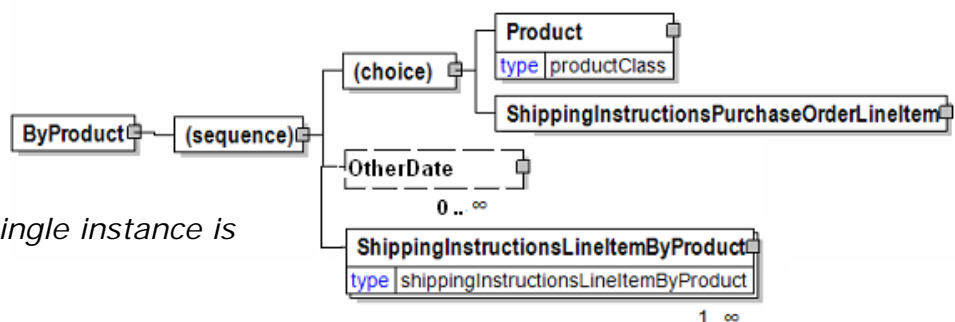 Product
type productClass
(choice)
ShippingInstructionsPurchaseOrderLineItem
ByProduct
(sequence)
OtherDate
0 .. ∞
ingle instance is
ShippingInstructionsLineItemByProduct
type shippingInstructionsLineItemByProduct
1 ∞